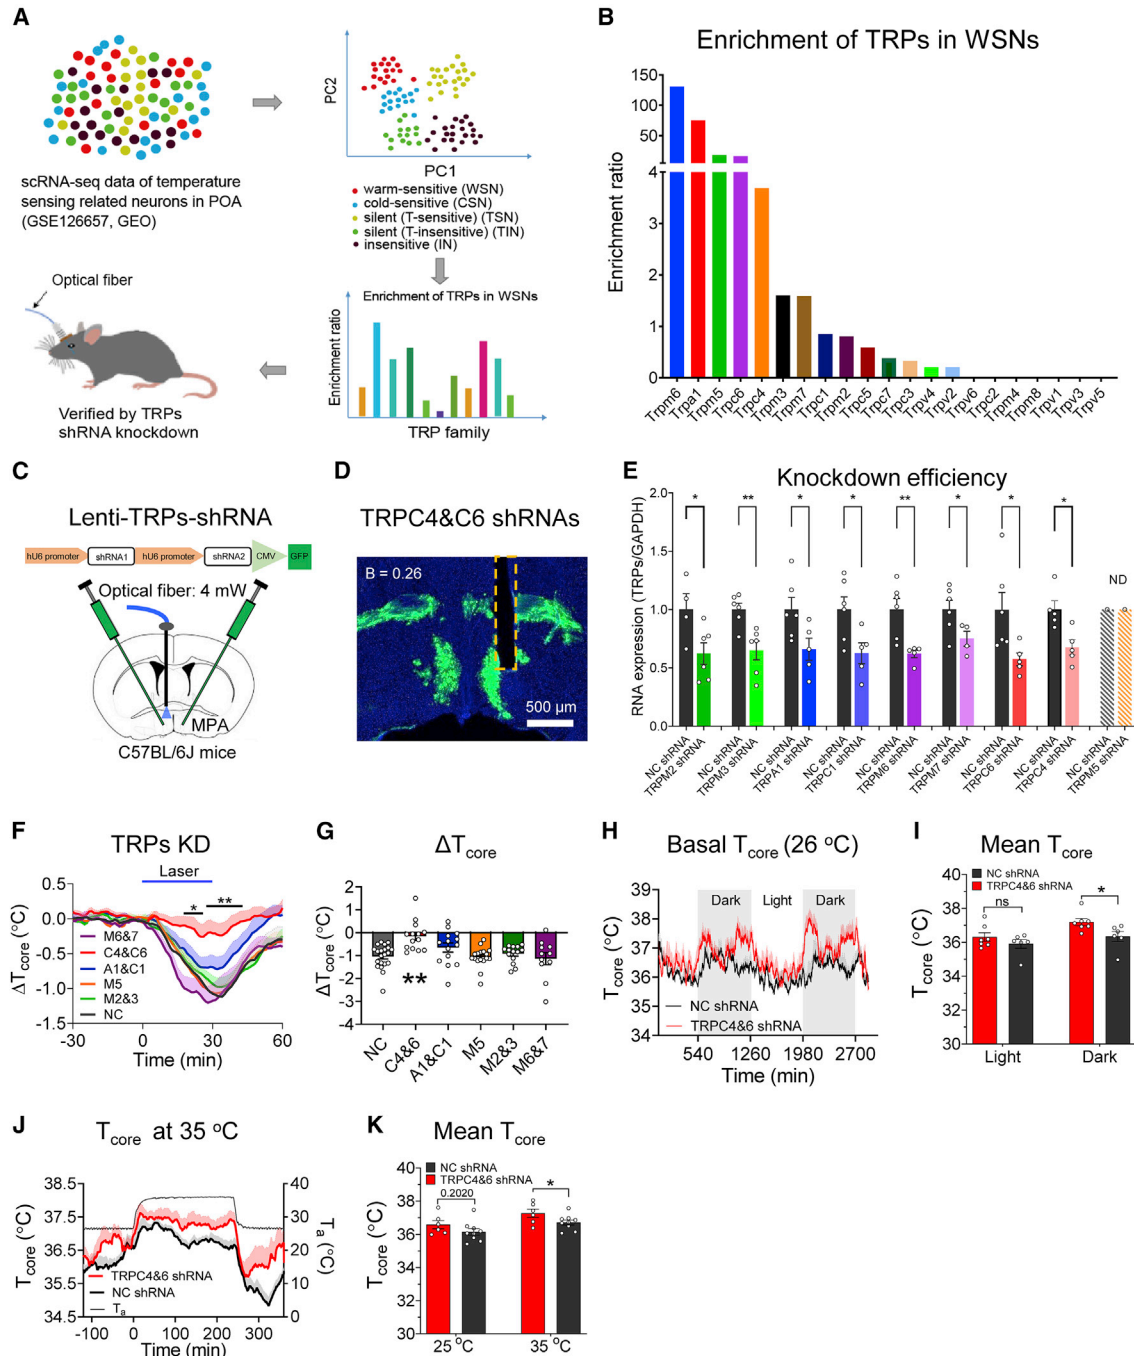 A
scRNA-seq data of temperature
sensing related neurons in POA
(GSE126657, GEO)
PC2
PC1
warm-sensitive (WSN)
cold-sensitive (CSN)
silent (T-sensitive) (TSN)
silent (T-insensitive) (TIN)
insensitive (IN)
Optical fiber
Verified by TRPs
shRNA knockdown
Enrichment of TRPs in WSNs
Enrichment ratio
TRP family
B
Enrichment of TRPs in WSNs
Enrichment ratio
150
100
50
4
3
2
1
0
Trpm6
Trpa1
Trpm5
Trpc6
Trpc4
Trpm3
Trpm7
Trpc1
Trpm2
Trpc5
Trpc7
Trpc3
Trpv4
Trpv2
Trpv6
Trpc2
Trpm4
Trpm8
Trpv1
Trpv3
Trpv5
C
Lenti-TRPs-shRNA
hU6 promoter shRNA1 hU6 promoter shRNA2 CMV GFP
Optical fiber: 4 mW
MPA
C57BL/6J mice
D
TRPC4&C6 shRNAs
B = 0.26
500 µm
E
Knockdown efficiency
RNA expression (TRPs/GAPDH)
2.0
1.5
1.0
0.5
0.0
* ** * * ** * * *
ND
NC shRNA
TRPM2 shRNA
NC shRNA
TRPM3 shRNA
NC shRNA
TRPA1 shRNA
NC shRNA
TRPC1 shRNA
NC shRNA
TRPM6 shRNA
NC shRNA
TRPM7 shRNA
NC shRNA
TRPC6 shRNA
NC shRNA
TRPC4 shRNA
NC shRNA
TRPM5 shRNA
F
TRPs KD
Laser
* **
ΔTcore (°C)
0.5
0.0
-0.5
-1.0
-1.5
M6&7
C4&C6
A1&C1
M5
M2&3
NC
-30 0 30 60
Time (min)
G
ΔTcore
ΔTcore (°C)
2
1
0
-1
-2
-3
-4
**
NC
C4&6
A1&C1
M5
M2&3
M6&7
H
Basal Tcore (26 °C)
Tcore (°C)
39
38
37
36
35
34
Dark Light Dark
NC shRNA
TRPC4&6 shRNA
540 1260 1980 2700
Time (min)
I
Mean Tcore
NC shRNA
TRPC4&6 shRNA
Tcore (°C)
40
38
36
34
32
30
ns *
Light Dark
J
Tcore at 35 °C
Tcore (°C)
38.5
37.5
36.5
35.5
34.5
Ta (°C)
40
30
20
10
0
TRPC4&6 shRNA
NC shRNA
Ta
-100 0 100 200 300
Time (min)
K
Mean Tcore
NC shRNA
TRPC4&6 shRNA
Tcore (°C)
40
38
36
34
32
30
0.2020 *
25 °C 35 °C